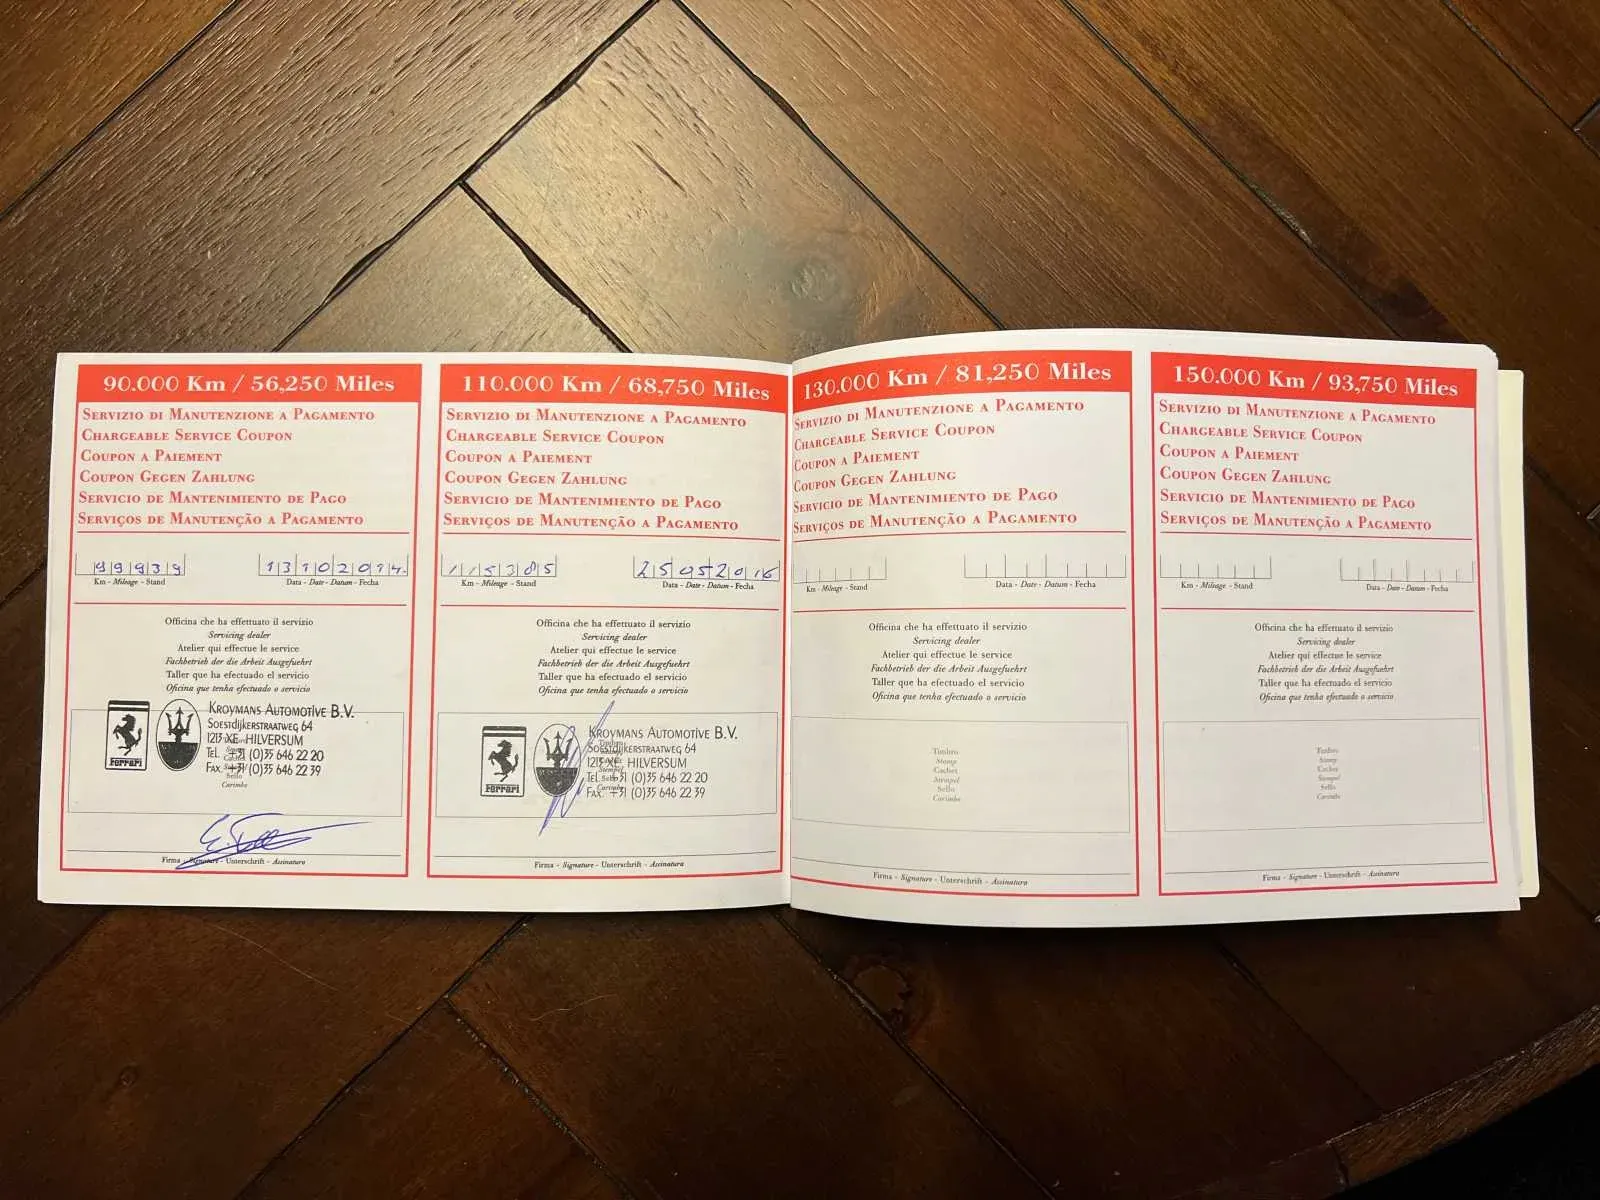 90.000 Km / 56,250 Miles
Servizio di Manutenzione a Pagamento
Chargeable Service Coupon
Coupon a Paiement
Coupon Gegen Zahlung
Servicio de Mantenimiento de Pago
Serviços de Manutenção a Pagamento
99939
13102014
Km - Mileage - Stand
Data - Date - Datum - Fecha
Officina che ha effettuato il servizio
Servicing dealer
Atelier qui effectue le service
Fachbetrieb der die Arbeit Ausgefuehrt
Taller que ha efectuado el servicio
Oficina que tenha efectuado o servicio
Kroymans Automotive B.V.
Soestdijkerstraatweg 64
1213 XE HILVERSUM
Tel. +31 (0)35 646 22 20
Fax. +31 (0)35 646 22 39
Ferrari
Sello
Carimbo
Firma - Signature - Unterschrift - Assinatura
110.000 Km / 68,750 Miles
Servizio di Manutenzione a Pagamento
Chargeable Service Coupon
Coupon a Paiement
Coupon Gegen Zahlung
Servicio de Mantenimiento de Pago
Serviços de Manutenção a Pagamento
115385
25052016
Km - Mileage - Stand
Data - Date - Datum - Fecha
Officina che ha effettuato il servizio
Servicing dealer
Atelier qui effectue le service
Fachbetrieb der die Arbeit Ausgefuehrt
Taller que ha efectuado el servicio
Oficina que tenha efectuado o servicio
Kroymans Automotive B.V.
Soestdijkerstraatweg 64
1213 XE HILVERSUM
Tel. +31 (0)35 646 22 20
Fax. +31 (0)35 646 22 39
Ferrari
Timbro
Stempel
Sello
Carimbo
Firma - Signature - Unterschrift - Assinatura
130.000 Km / 81,250 Miles
Servizio di Manutenzione a Pagamento
Chargeable Service Coupon
Coupon a Paiement
Coupon Gegen Zahlung
Servicio de Mantenimiento de Pago
Serviços de Manutenção a Pagamento
Km - Mileage - Stand
Data - Date - Datum - Fecha
Officina che ha effettuato il servizio
Servicing dealer
Atelier qui effectue le service
Fachbetrieb der die Arbeit Ausgefuehrt
Taller que ha efectuado el servicio
Oficina que tenha efectuado o servicio
Timbro
Stamp
Cachet
Stempel
Sello
Carimbo
Firma - Signature - Unterschrift - Assinatura
150.000 Km / 93,750 Miles
Servizio di Manutenzione a Pagamento
Chargeable Service Coupon
Coupon a Paiement
Coupon Gegen Zahlung
Servicio de Mantenimiento de Pago
Serviços de Manutenção a Pagamento
Km - Mileage - Stand
Data - Date - Datum - Fecha
Officina che ha effettuato il servizio
Servicing dealer
Atelier qui effectue le service
Fachbetrieb der die Arbeit Ausgefuehrt
Taller que ha efectuado el servicio
Oficina que tenha efectuado o servicio
Timbro
Stamp
Cachet
Stempel
Sello
Carimbo
Firma - Signature - Unterschrift - Assinatura